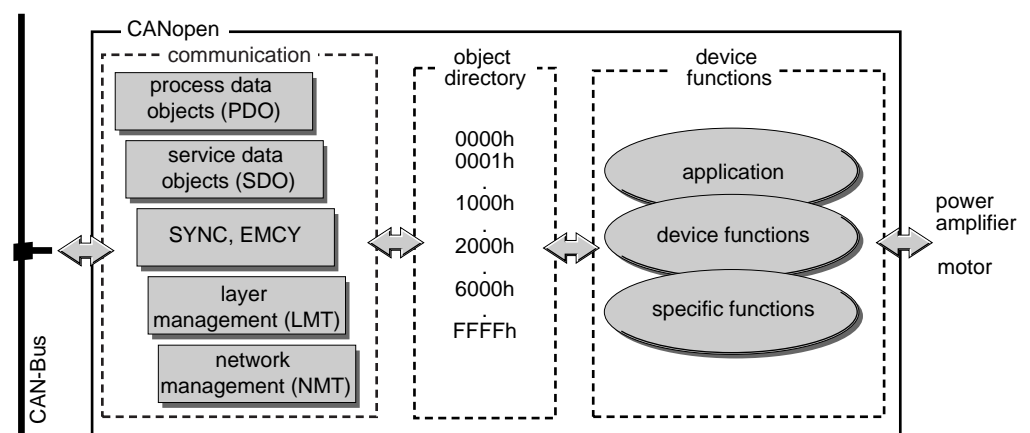 CANopen
communication
process data
objects (PDO)
service data
objects (SDO)
SYNC, EMCY
layer
management (LMT)
network
management (NMT)
object
directory
0000h
0001h
.
1000h
.
2000h
.
6000h
.
FFFFh
device
functions
application
device functions
specific functions
power
amplifier
motor
CAN-Bus